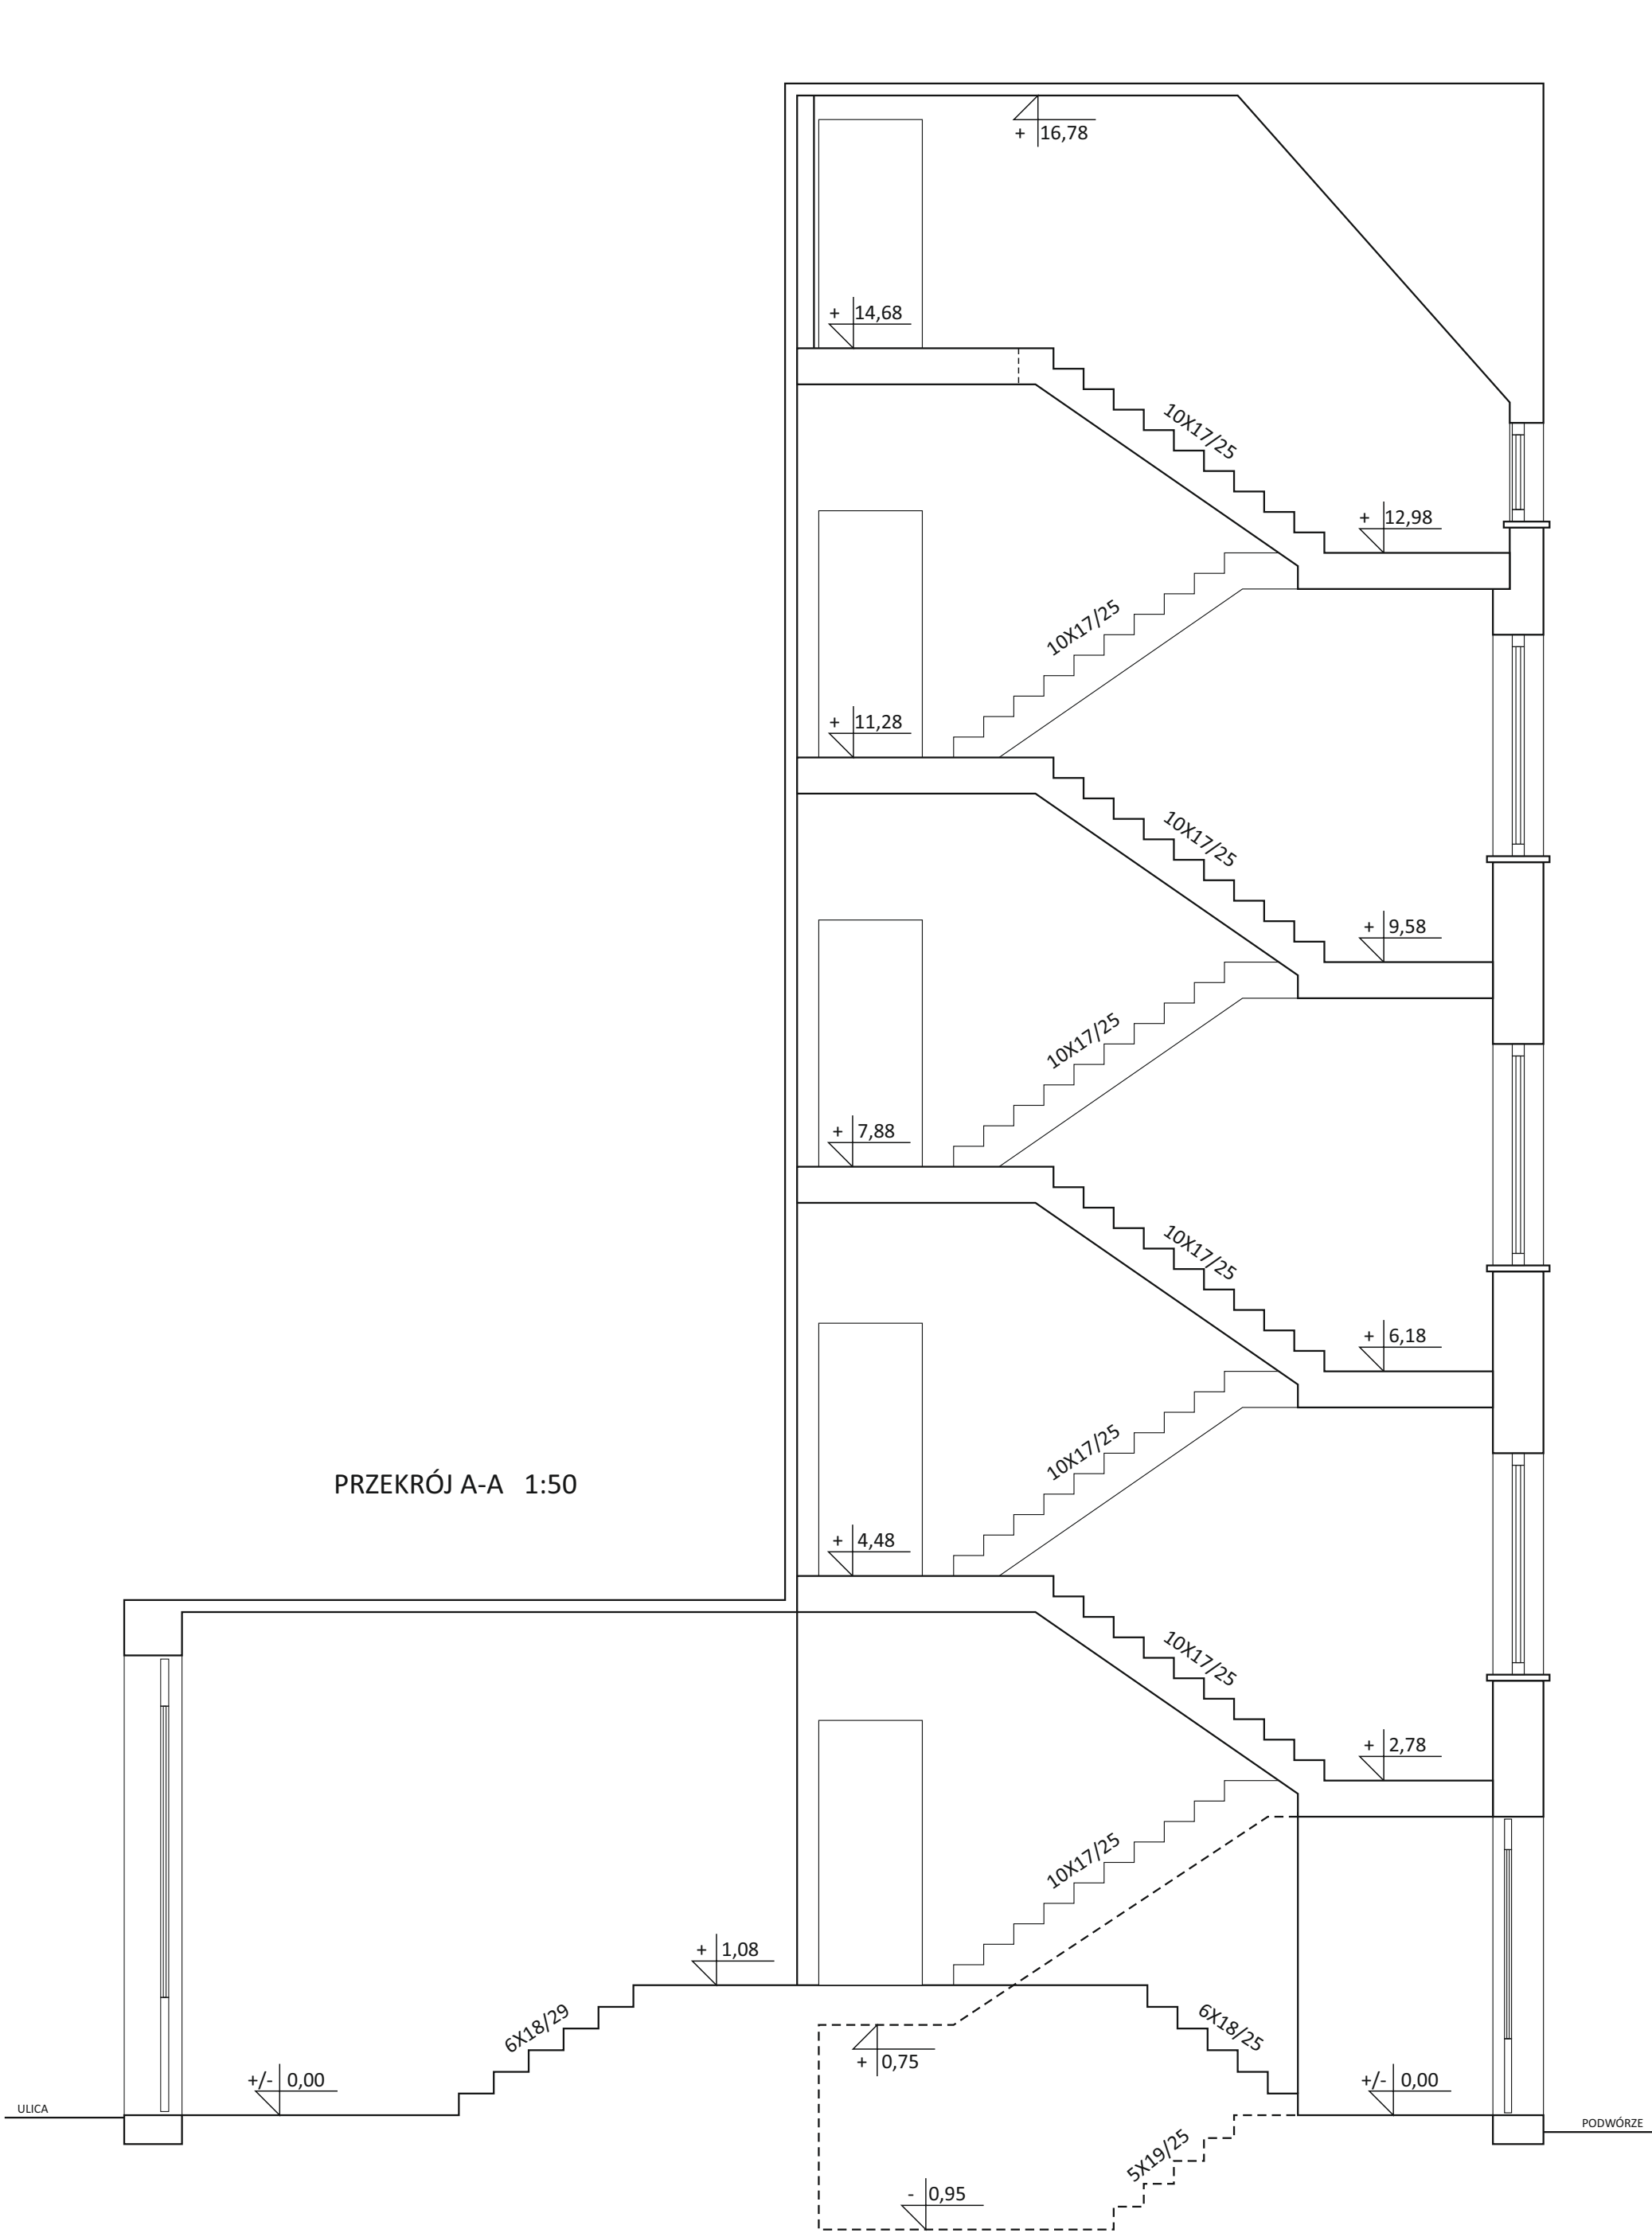 + 16,78
+ 14,68
10X17/25
+ 12,98
10X17/25
+ 11,28
10X17/25
+ 9,58
10X17/25
+ 7,88
10X17/25
+ 6,18
10X17/25
PRZEKRÓJ A-A 1:50
+ 4,48
10X17/25
+ 2,78
10X17/25
+ 1,08
6X18/29
6X18/25
+ 0,75
+/- 0,00
+/- 0,00
ULICA
PODWÓRZE
5X19/25
- 0,95